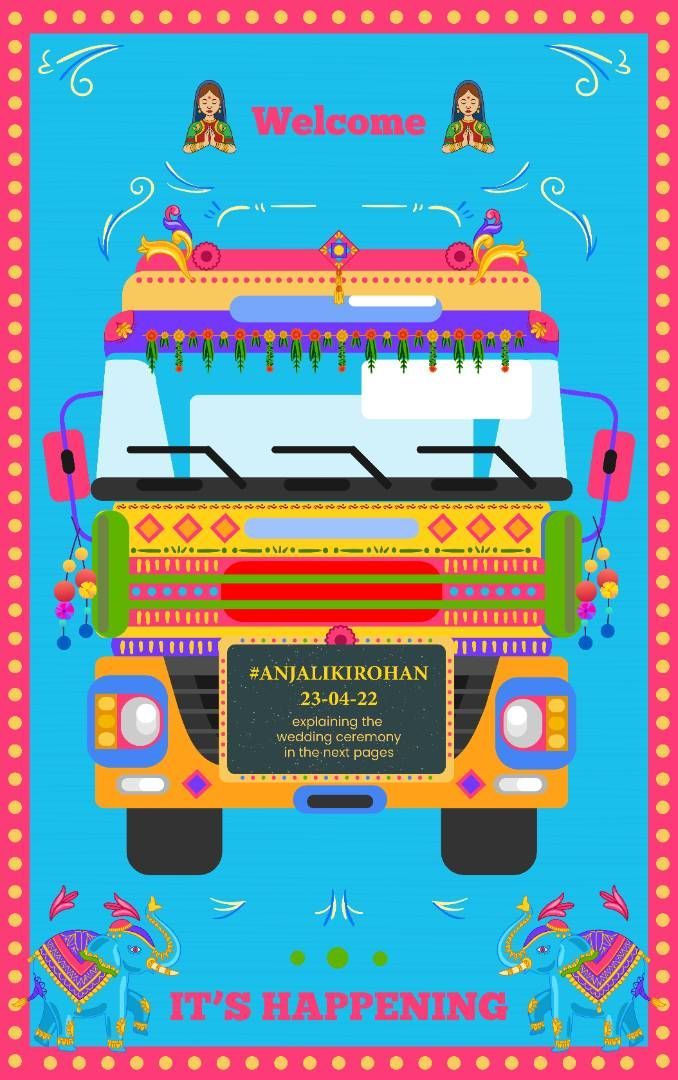 Welcome
#ANJALIKIROHAN
23-04-22
explaining the
wedding ceremony
in the next pages
IT'S HAPPENING